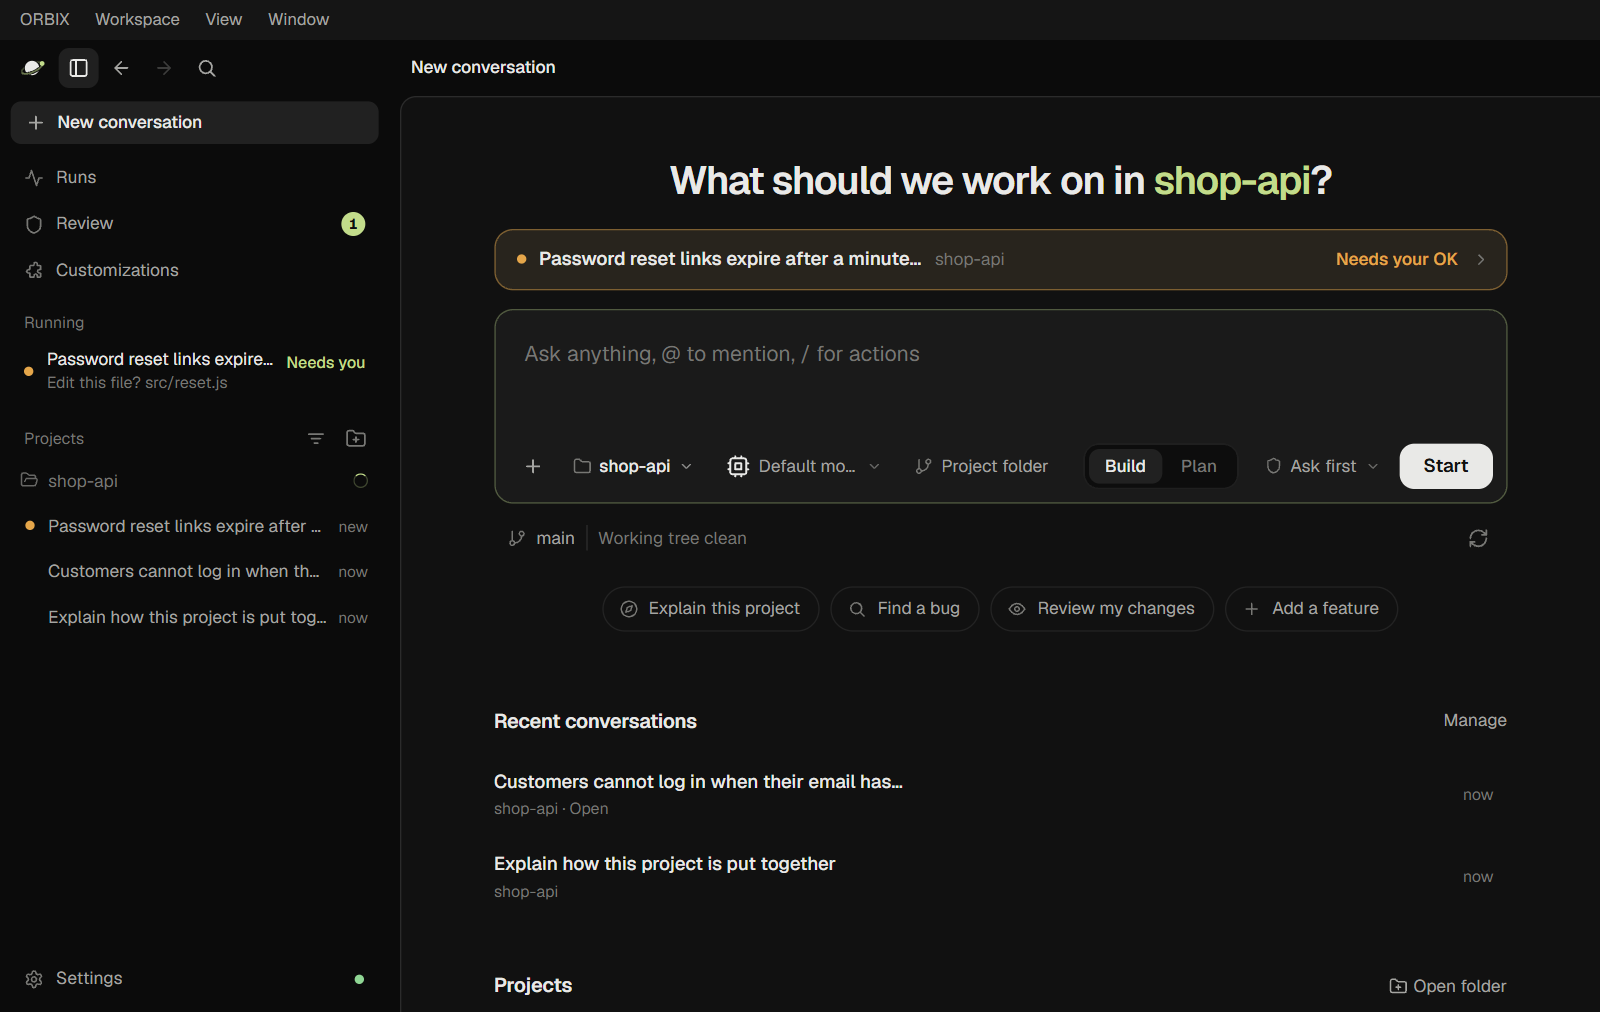 ORBIX Workspace View Window
New conversation
New conversation
Runs
Review 1
Customizations
Running
Password reset links expire... Needs you
Edit this file? src/reset.js
Projects
shop-api
Password reset links expire after ... new
Customers cannot log in when th... now
Explain how this project is put tog... now
Settings
What should we work on in shop-api?
Password reset links expire after a minute... shop-api Needs your OK
Ask anything, @ to mention, / for actions
shop-api Default mo... Project folder Build Plan Ask first Start
main Working tree clean
Explain this project Find a bug Review my changes Add a feature
Recent conversations Manage
Customers cannot log in when their email has...
shop-api · Open now
Explain how this project is put together
shop-api now
Projects Open folder